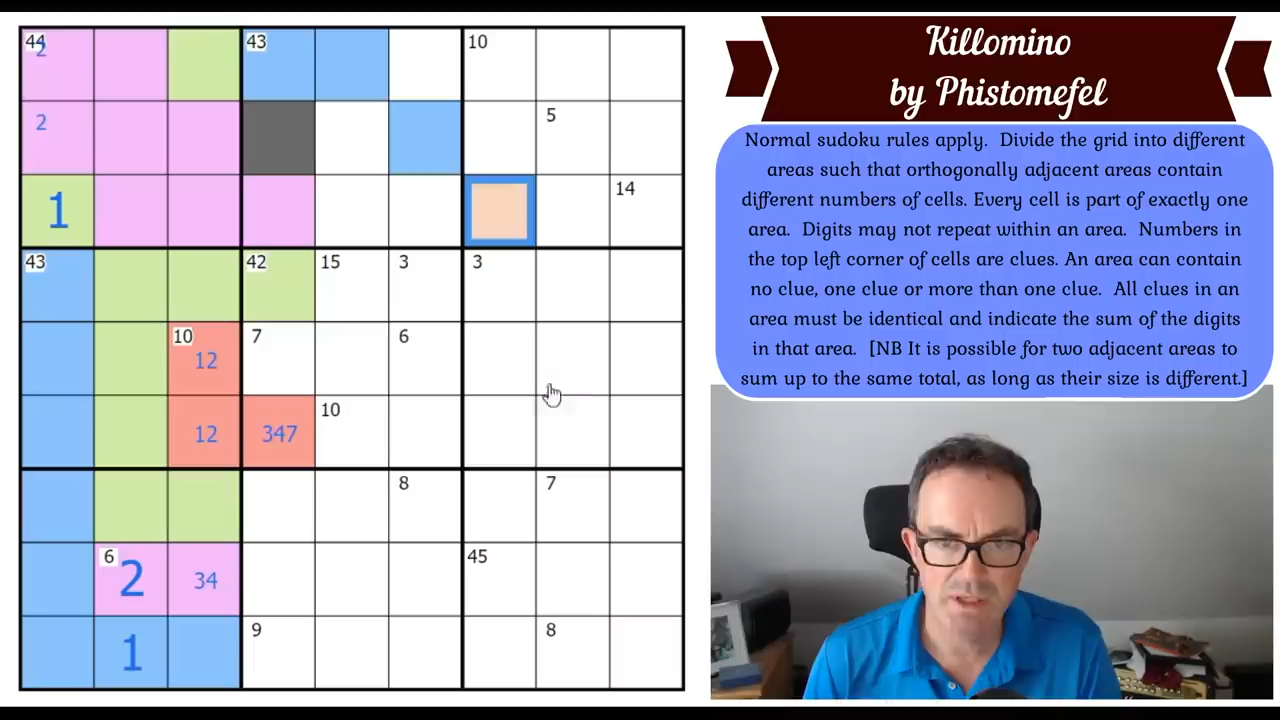 Killomino
by Phistomefel
Normal sudoku rules apply. Divide the grid into different
areas such that orthogonally adjacent areas contain
different numbers of cells. Every cell is part of exactly one
area. Digits may not repeat within an area. Numbers in
the top left corner of cells are clues. An area can contain
no clue, one clue or more than one clue. All clues in an
area must be identical and indicate the sum of the digits
in that area. [NB It is possible for two adjacent areas to
sum up to the same total, as long as their size is different.]
44 2 43 10
2 5
1 14
43 42 15 3 3
10 12 7 6
12 347 10
8 7
6 2 34 45
1 9 8